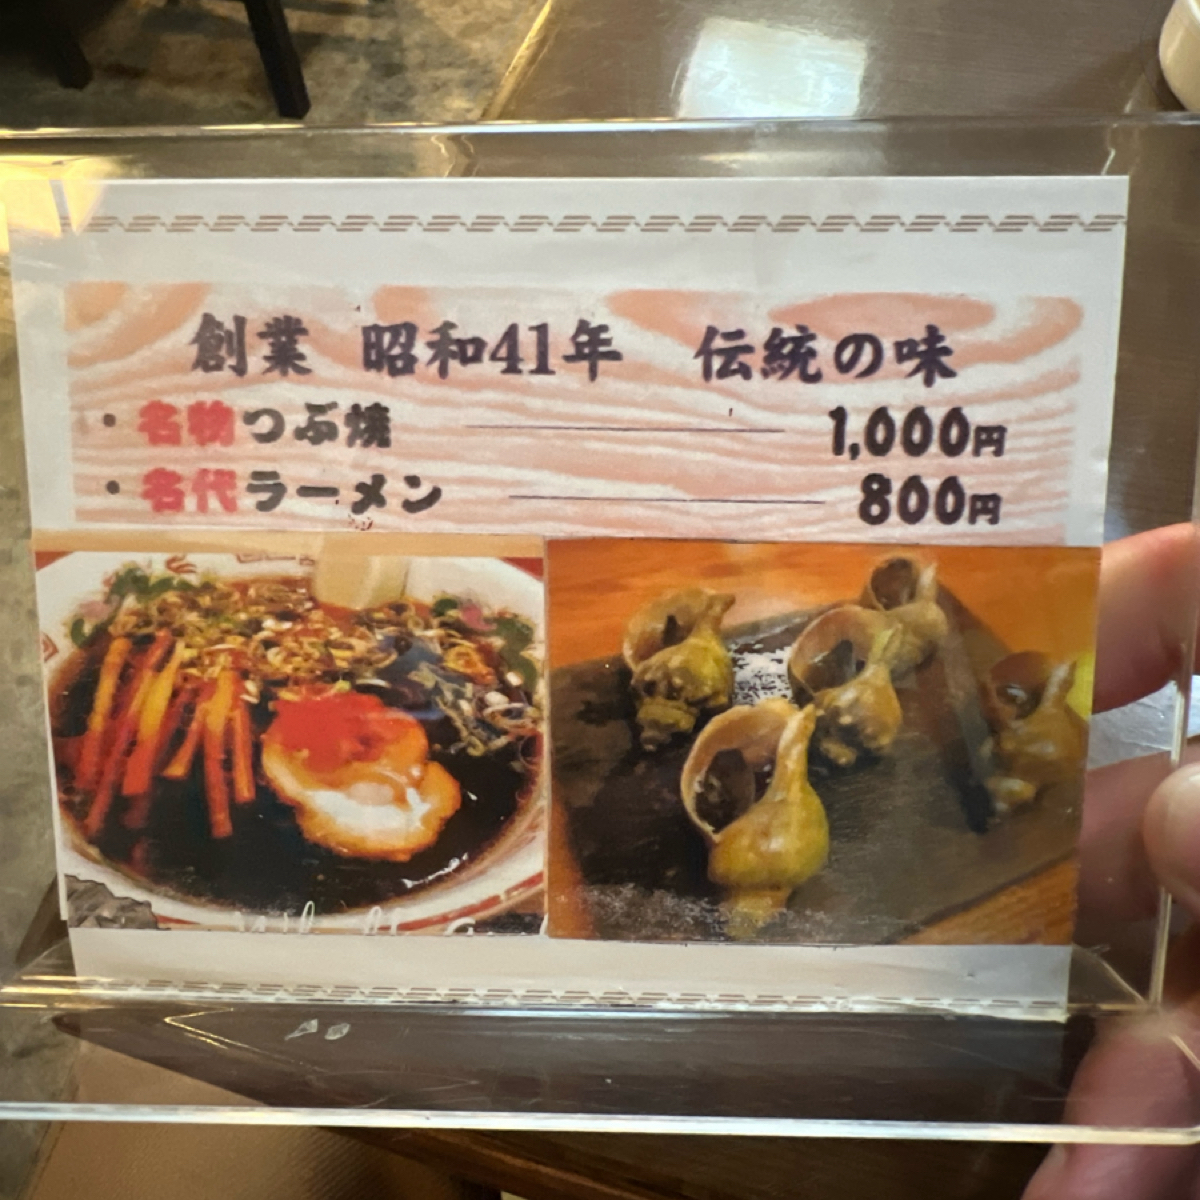 創業 昭和41年 伝統の味
・名物つぶ焼 1,000円
・名代ラーメン 800円